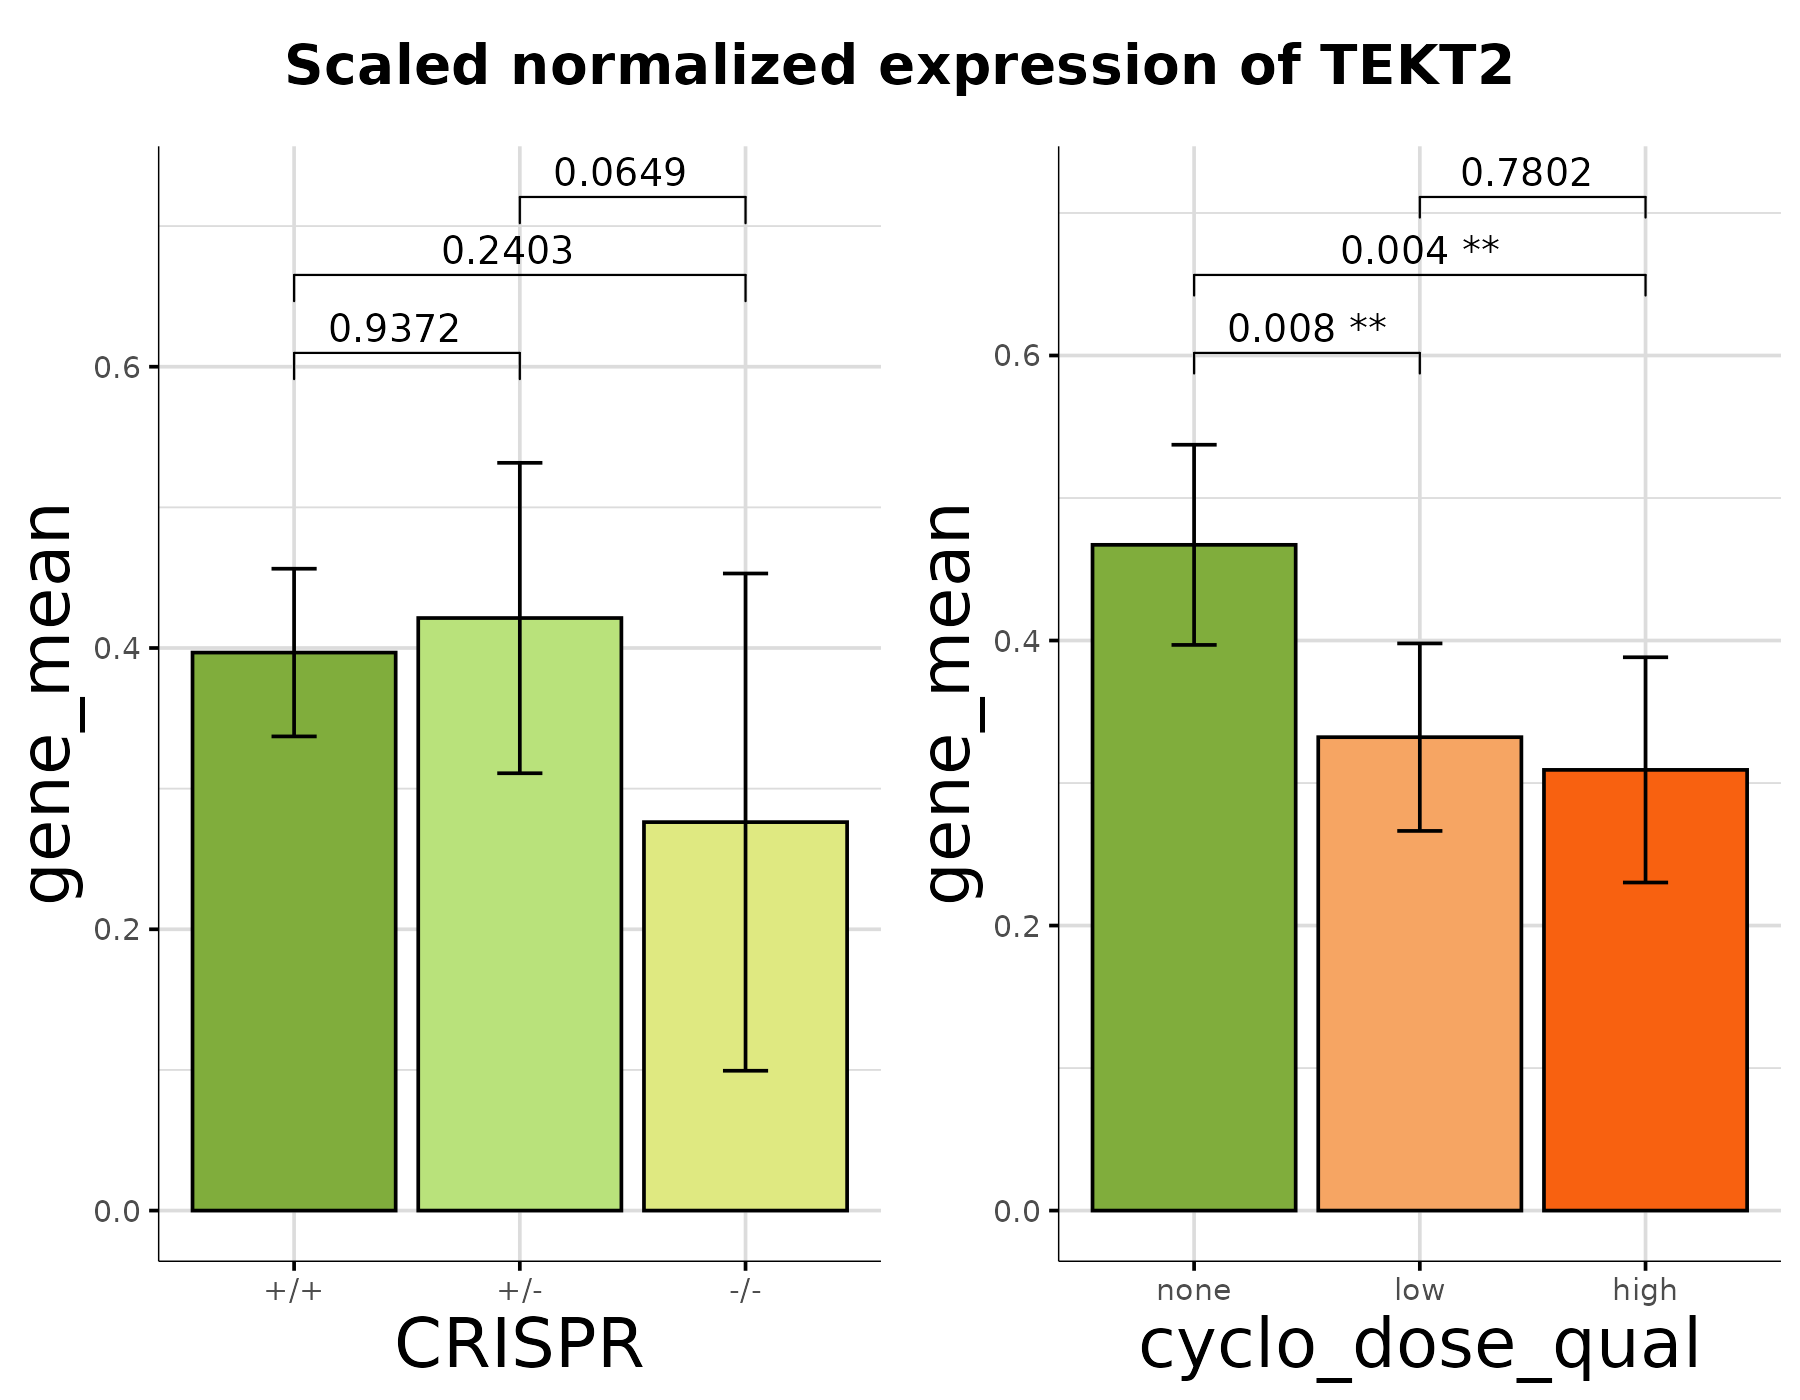 Scaled normalized expression of TEKT2
gene_mean
0.6
0.4
0.2
0.0
0.0649
0.2403
0.9372
+/+
+/-
-/-
CRISPR
gene_mean
0.6
0.4
0.2
0.0
0.7802
0.004 **
0.008 **
none
low
high
cyclo_dose_qual